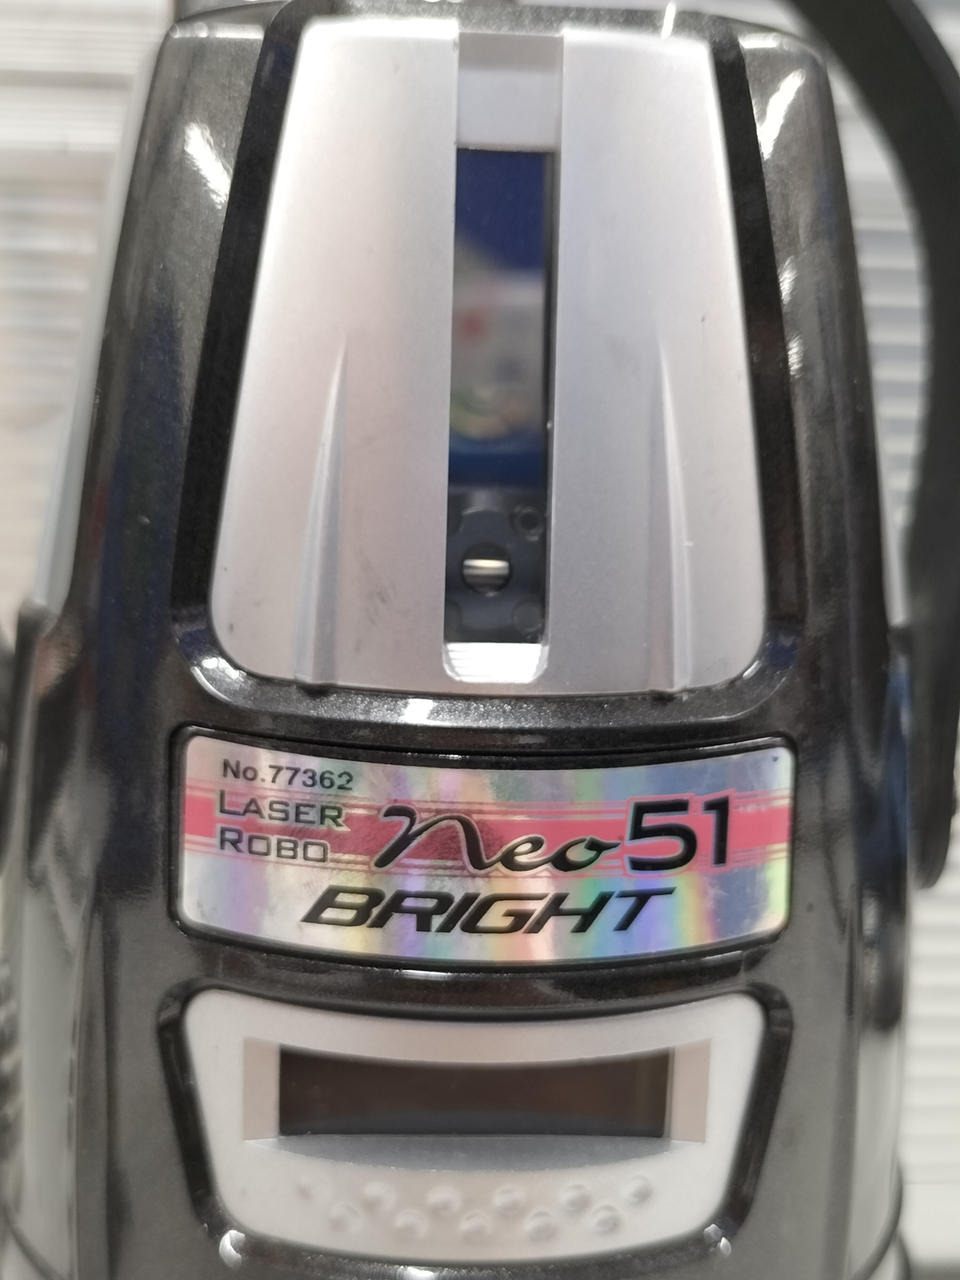 No.77362
LASER
ROBO
Neo 51
BRIGHT